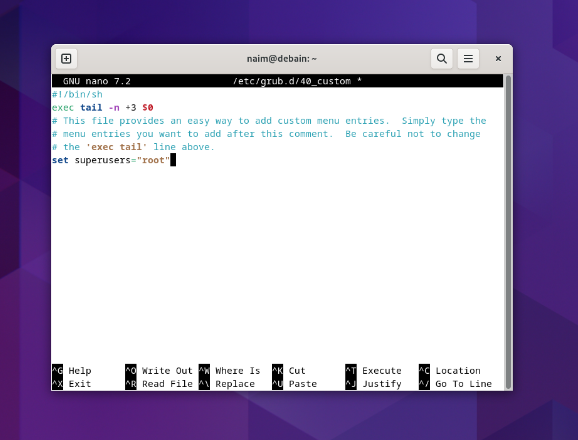 naim@debain: ~
GNU nano 7.2 /etc/grub.d/40_custom *
#!/bin/sh
exec tail -n +3 $0
# This file provides an easy way to add custom menu entries.  Simply type the
# menu entries you want to add after this comment.  Be careful not to change
# the 'exec tail' line above.
set superusers="root"
^G Help ^O Write Out ^W Where Is ^K Cut ^T Execute ^C Location
^X Exit ^R Read File ^\ Replace ^U Paste ^J Justify ^/ Go To Line